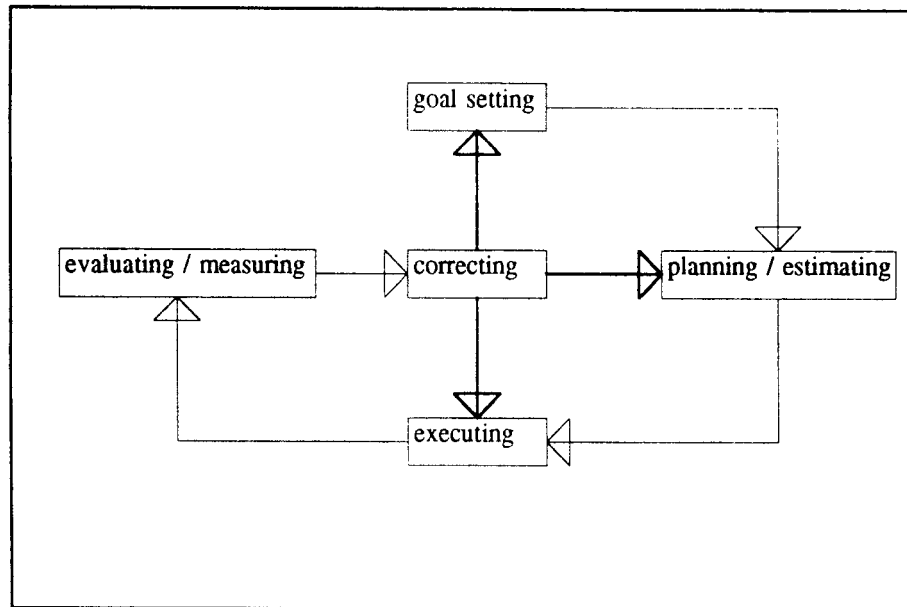 goal setting
evaluating / measuring
correcting
planning / estimating
executing